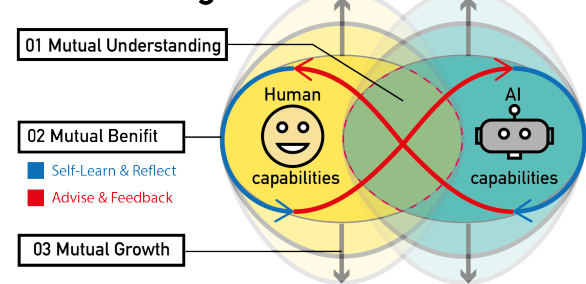 01 Mutual Understanding
Human
AI
02 Mutual Benifit
Self-Learn & Reflect
capabilities
capabilities
Advise & Feedback
03 Mutual Growth